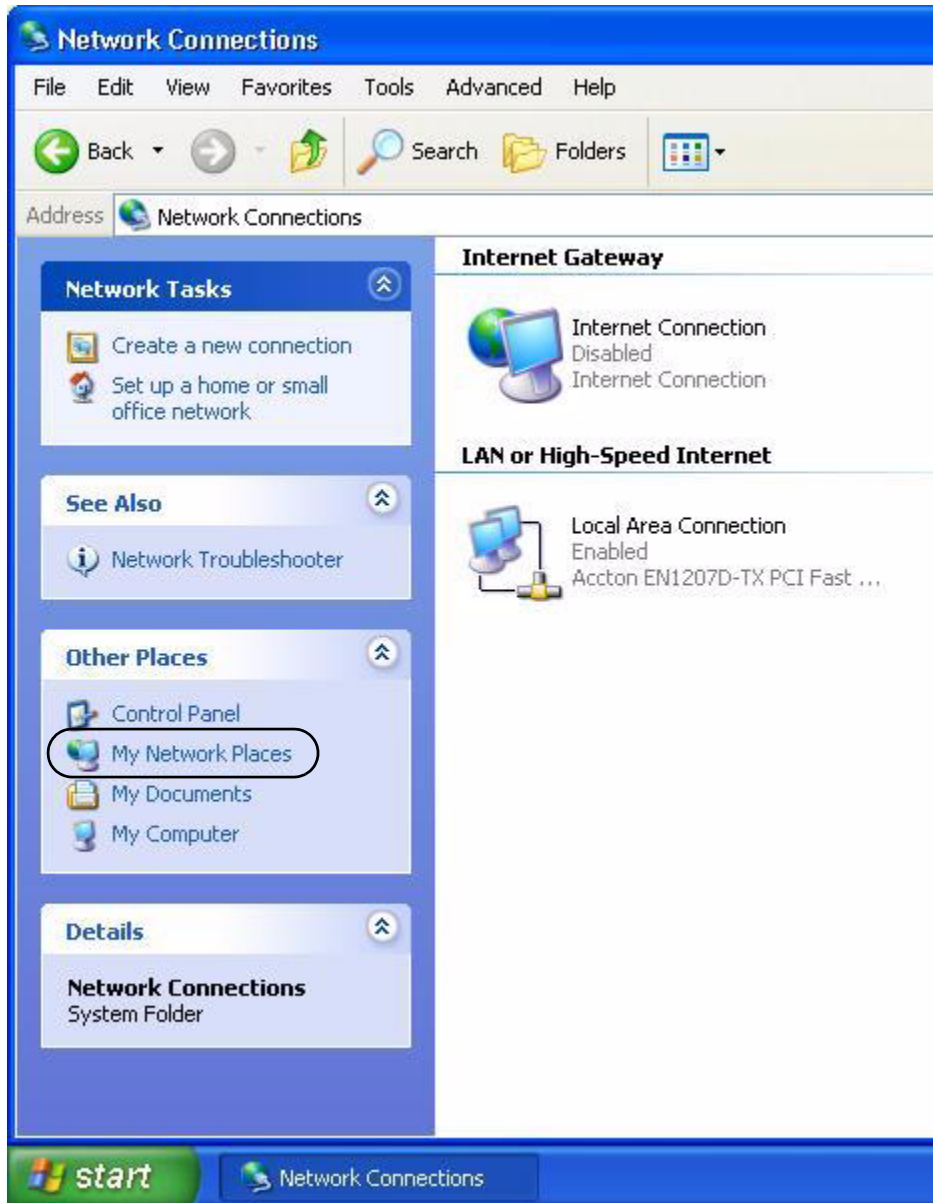 Network Connections
File Edit View Favorites Tools Advanced Help
Back Search Folders
Address Network Connections
Network Tasks
Create a new connection
Set up a home or small
office network
See Also
Network Troubleshooter
Other Places
Control Panel
My Network Places
My Documents
My Computer
Details
Network Connections
System Folder
Internet Gateway
Internet Connection
Disabled
Internet Connection
LAN or High-Speed Internet
Local Area Connection
Enabled
Accton EN1207D-TX PCI Fast ...
start Network Connections